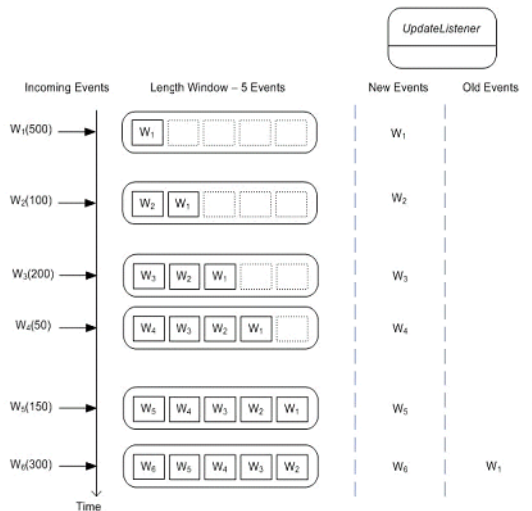 UpdateListener
Incoming Events Length Window – 5 Events New Events Old Events
W₁(500) W₁ W₁
W₂(100) W₂ W₁ W₂
W₃(200) W₃ W₂ W₁ W₃
W₄(50) W₄ W₃ W₂ W₁ W₄
W₅(150) W₅ W₄ W₃ W₂ W₁ W₅
W₆(300) W₆ W₅ W₄ W₃ W₂ W₆ W₁
Time